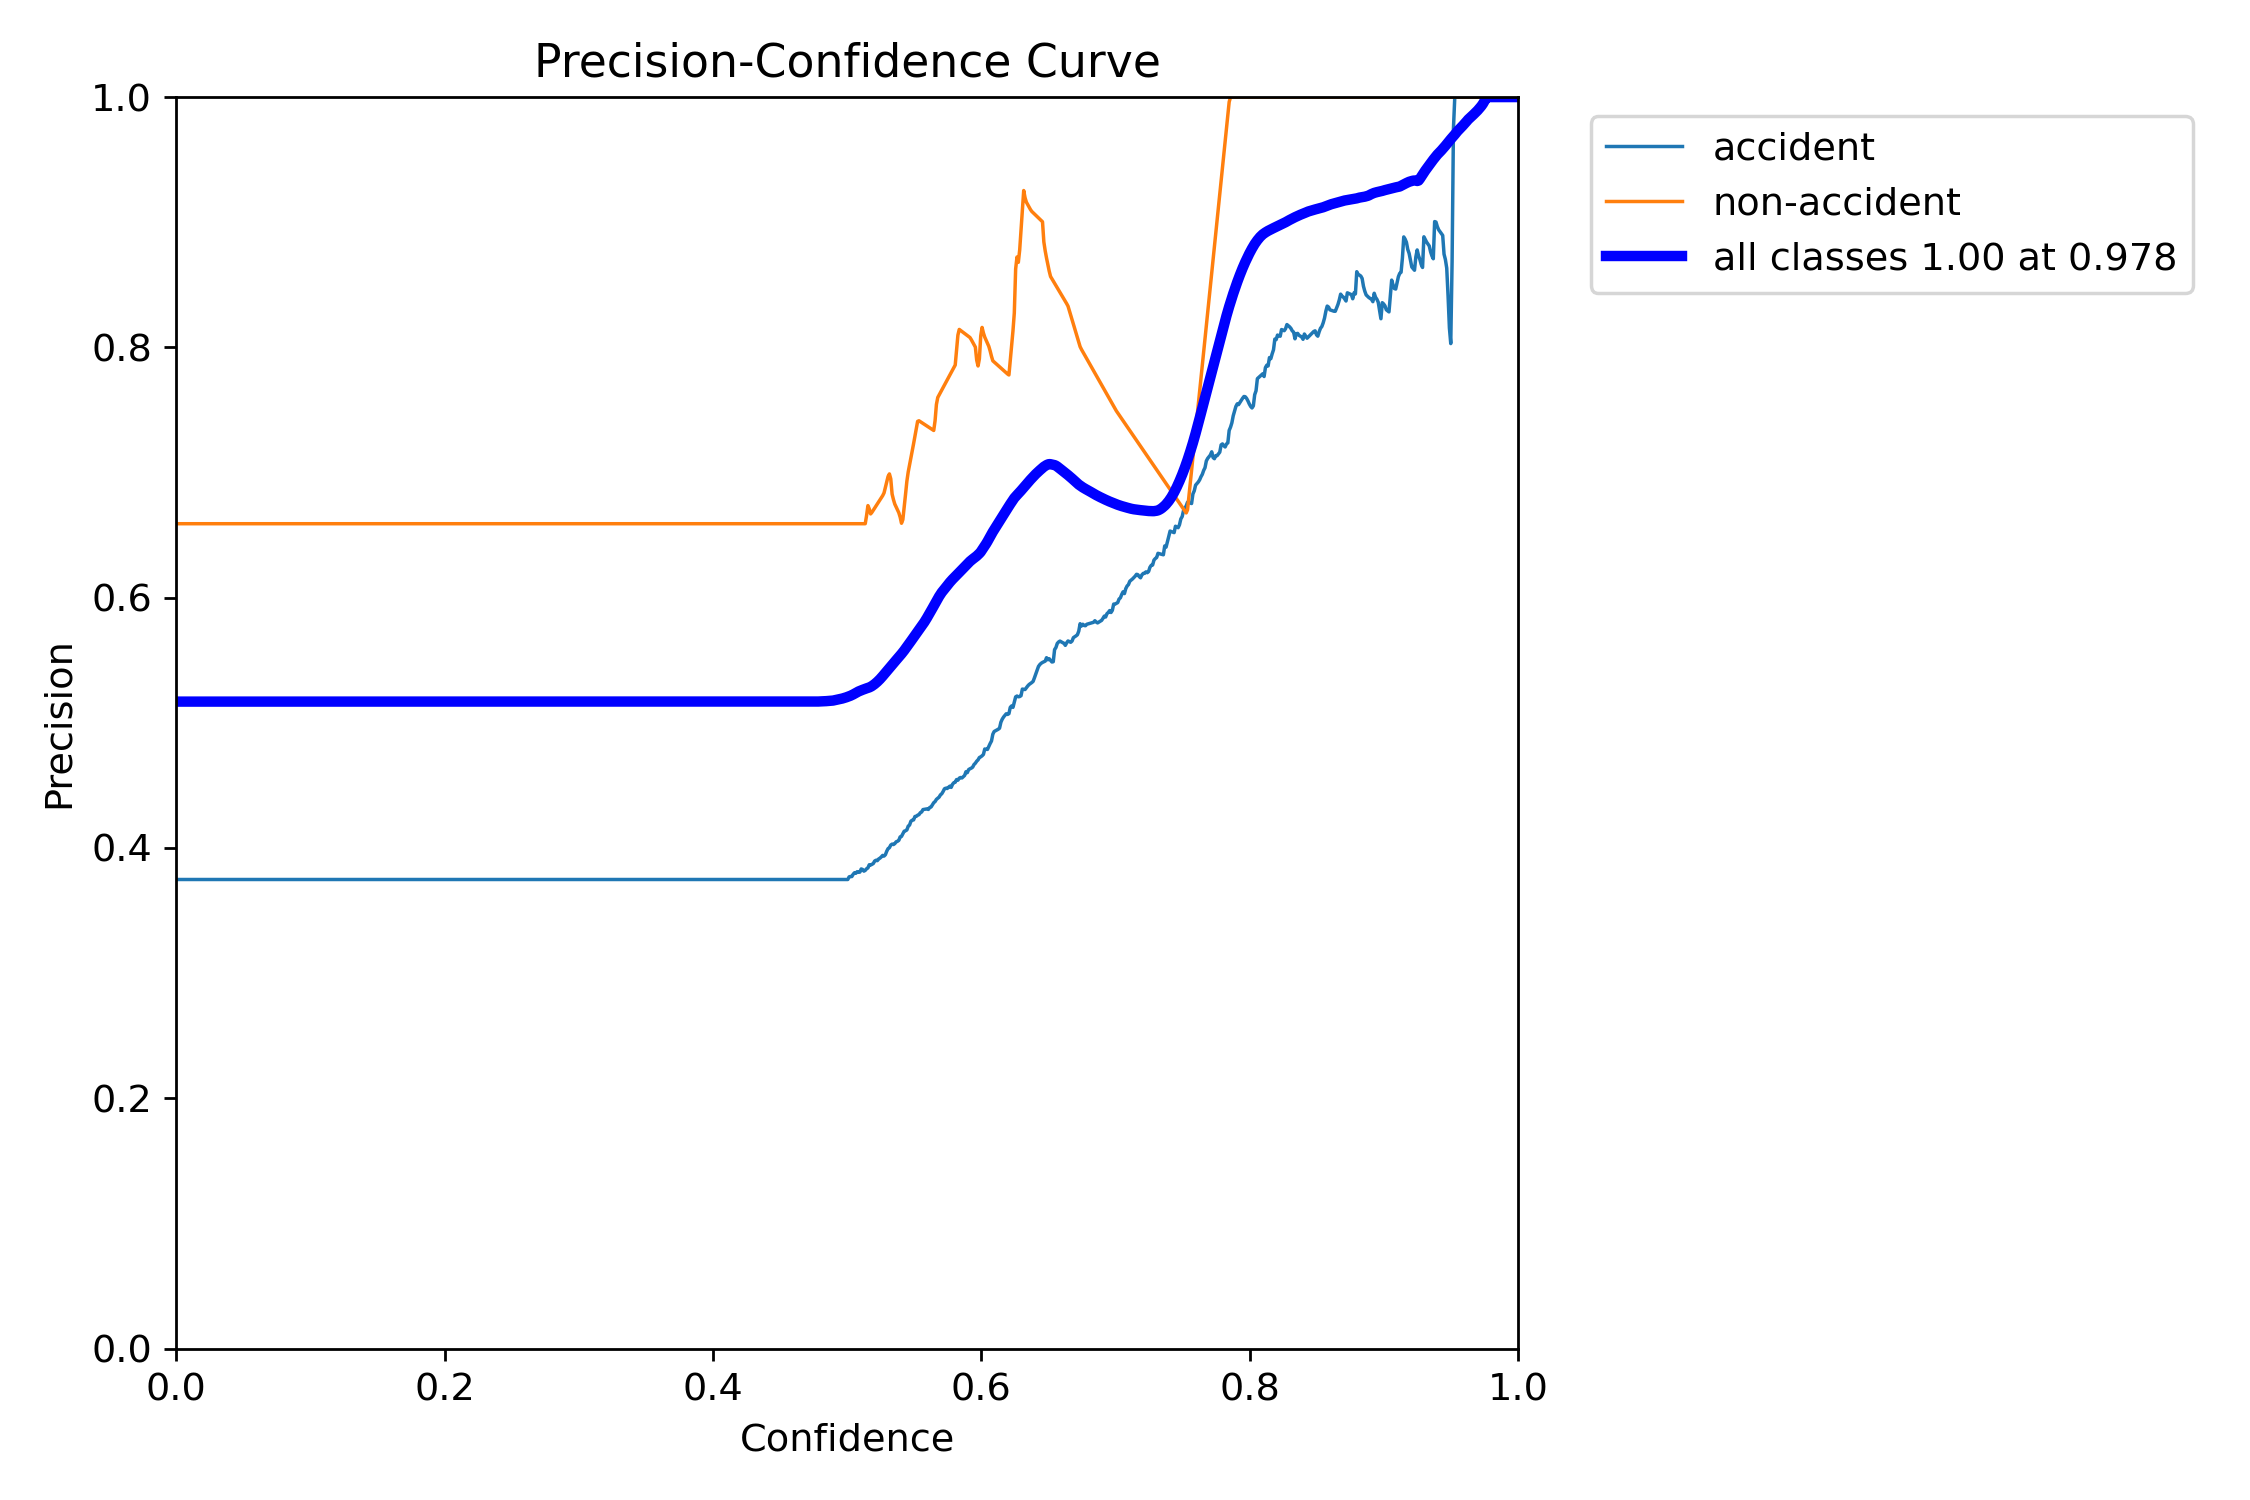 Precision-Confidence Curve
1.0
0.8
0.6
0.4
0.2
0.0
Precision
0.0 0.2 0.4 0.6 0.8 1.0
Confidence
accident
non-accident
all classes 1.00 at 0.978